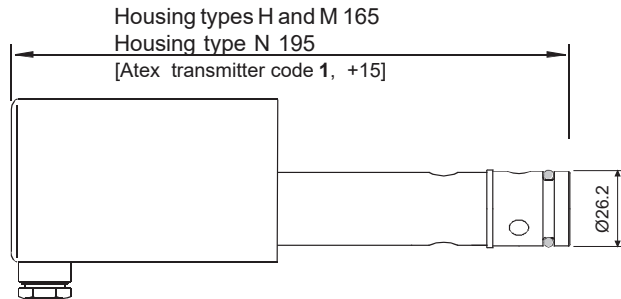 Housing types H and M 165
Housing type N 195
[Atex transmitter code 1, +15]
Ø26.2